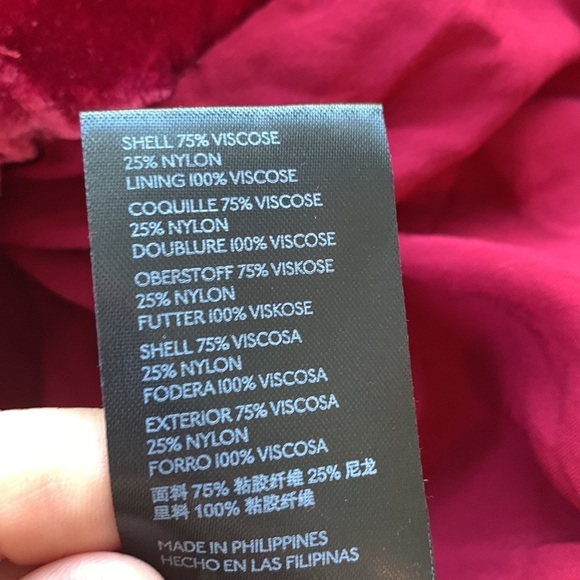 SHELL 75% VISCOSE
25% NYLON
LINING 100% VISCOSE
COQUILLE 75% VISCOSE
25% NYLON
DOUBLURE 100% VISCOSE
OBERSTOFF 75% VISKOSE
25% NYLON
FUTTER 100% VISKOSE
SHELL 75% VISCOSA
25% NYLON
FODERA 100% VISCOSA
EXTERIOR 75% VISCOSA
25% NYLON
FORRO 100% VISCOSA
面料 75% 粘胶纤维 25% 尼龙
里料 100% 粘胶纤维
MADE IN PHILIPPINES
HECHO EN LAS FILIPINAS